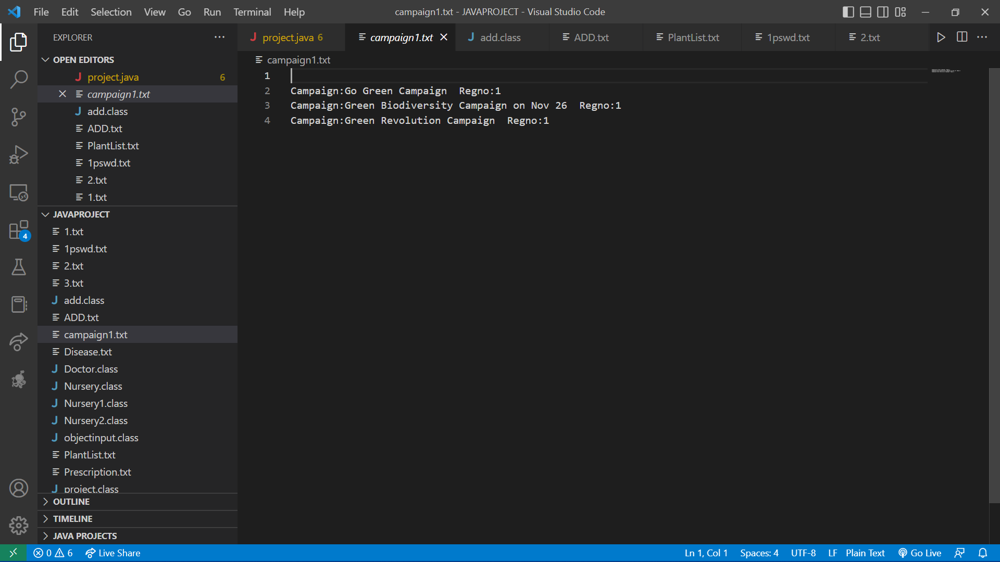 File Edit Selection View Go Run Terminal Help
campaign1.txt - JAVAPROJECT - Visual Studio Code
EXPLORER
OPEN EDITORS
project.java 6
campaign1.txt
add.class
ADD.txt
PlantList.txt
1pswd.txt
2.txt
1.txt
JAVAPROJECT
1.txt
1pswd.txt
2.txt
3.txt
add.class
ADD.txt
campaign1.txt
Disease.txt
Doctor.class
Nursery.class
Nursery1.class
Nursery2.class
objectinput.class
PlantList.txt
Prescription.txt
project.class
OUTLINE
TIMELINE
JAVA PROJECTS
4
project.java 6 campaign1.txt add.class ADD.txt PlantList.txt 1pswd.txt 2.txt
campaign1.txt
1
2 Campaign:Go Green Campaign  Regno:1
3 Campaign:Green Biodiversity Campaign on Nov 26  Regno:1
4 Campaign:Green Revolution Campaign  Regno:1
0 6 Live Share Ln 1, Col 1 Spaces: 4 UTF-8 LF Plain Text Go Live